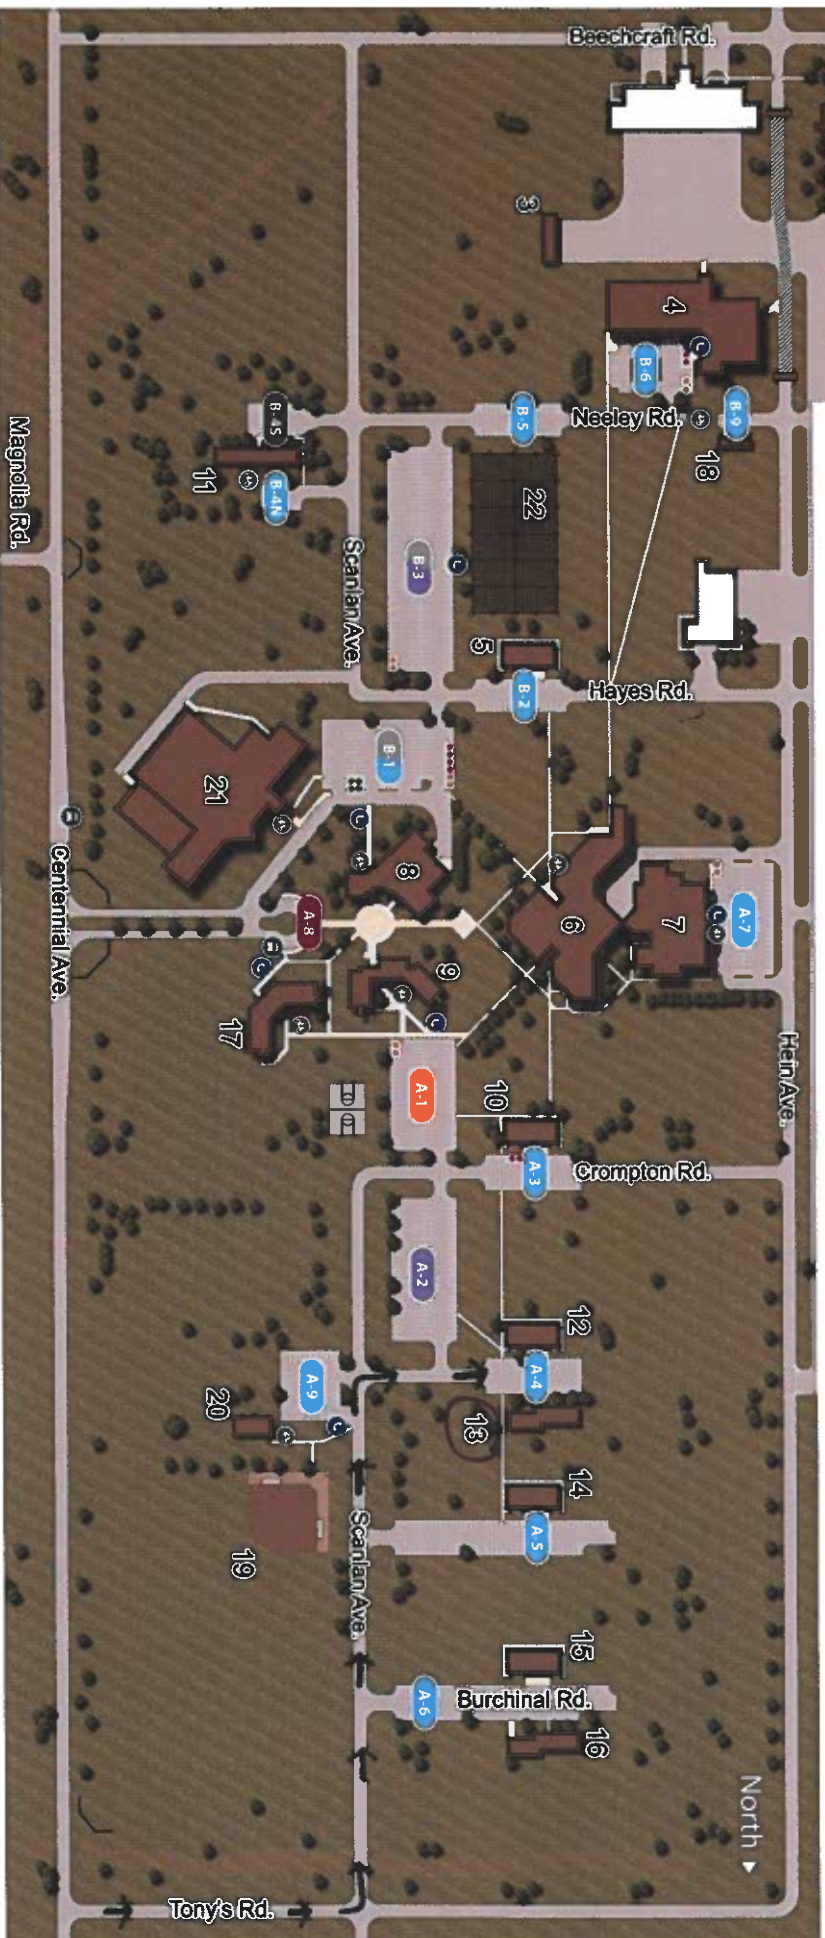 Beechcraft Rd.
3
4
B-6
B-9
Neeley Rd.
18
B-5
B-4S
11
B-4N
Magnolia Rd.
22
B-3
Scanlan Ave.
5
B-2
Hayes Rd.
B-1
21
8
6
7
A-7
A-8
Centennial Ave.
9
17
Hein Ave.
A-1
10
A-3
Crompton Rd.
A-2
12
A-4
A-9
20
13
14
A-5
19
Scanlan Ave.
15
A-6
Burchinal Rd.
16
North
Tony's Rd.